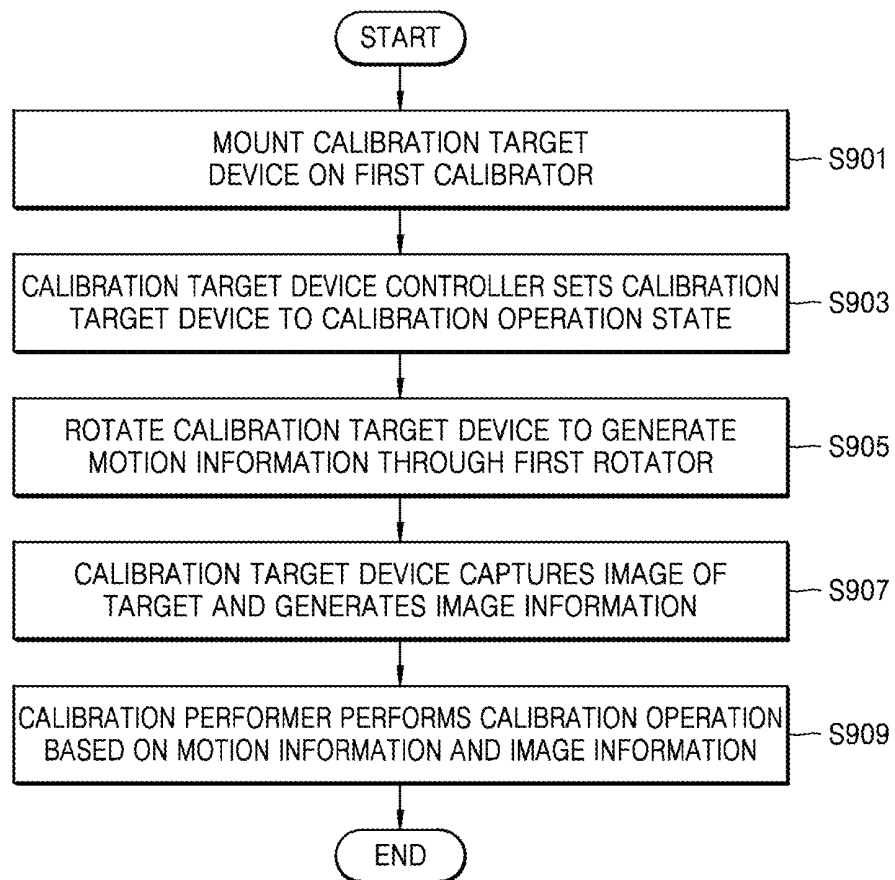 START
MOUNT CALIBRATION TARGET
DEVICE ON FIRST CALIBRATOR
S901
CALIBRATION TARGET DEVICE CONTROLLER SETS CALIBRATION
TARGET DEVICE TO CALIBRATION OPERATION STATE
S903
ROTATE CALIBRATION TARGET DEVICE TO GENERATE
MOTION INFORMATION THROUGH FIRST ROTATOR
S905
CALIBRATION TARGET DEVICE CAPTURES IMAGE OF
TARGET AND GENERATES IMAGE INFORMATION
S907
CALIBRATION PERFORMER PERFORMS CALIBRATION OPERATION
BASED ON MOTION INFORMATION AND IMAGE INFORMATION
S909
END